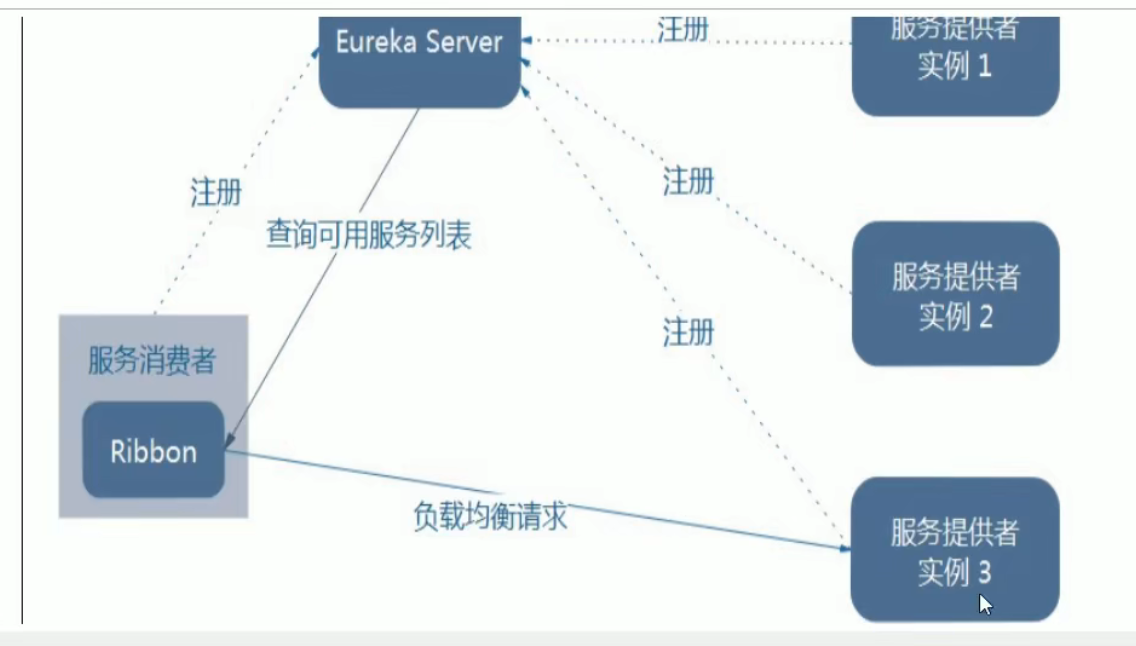 Eureka Server
注册
服务提供者
实例 1
注册
注册
查询可用服务列表
服务提供者
实例 2
注册
服务消费者
Ribbon
负载均衡请求
服务提供者
实例 3